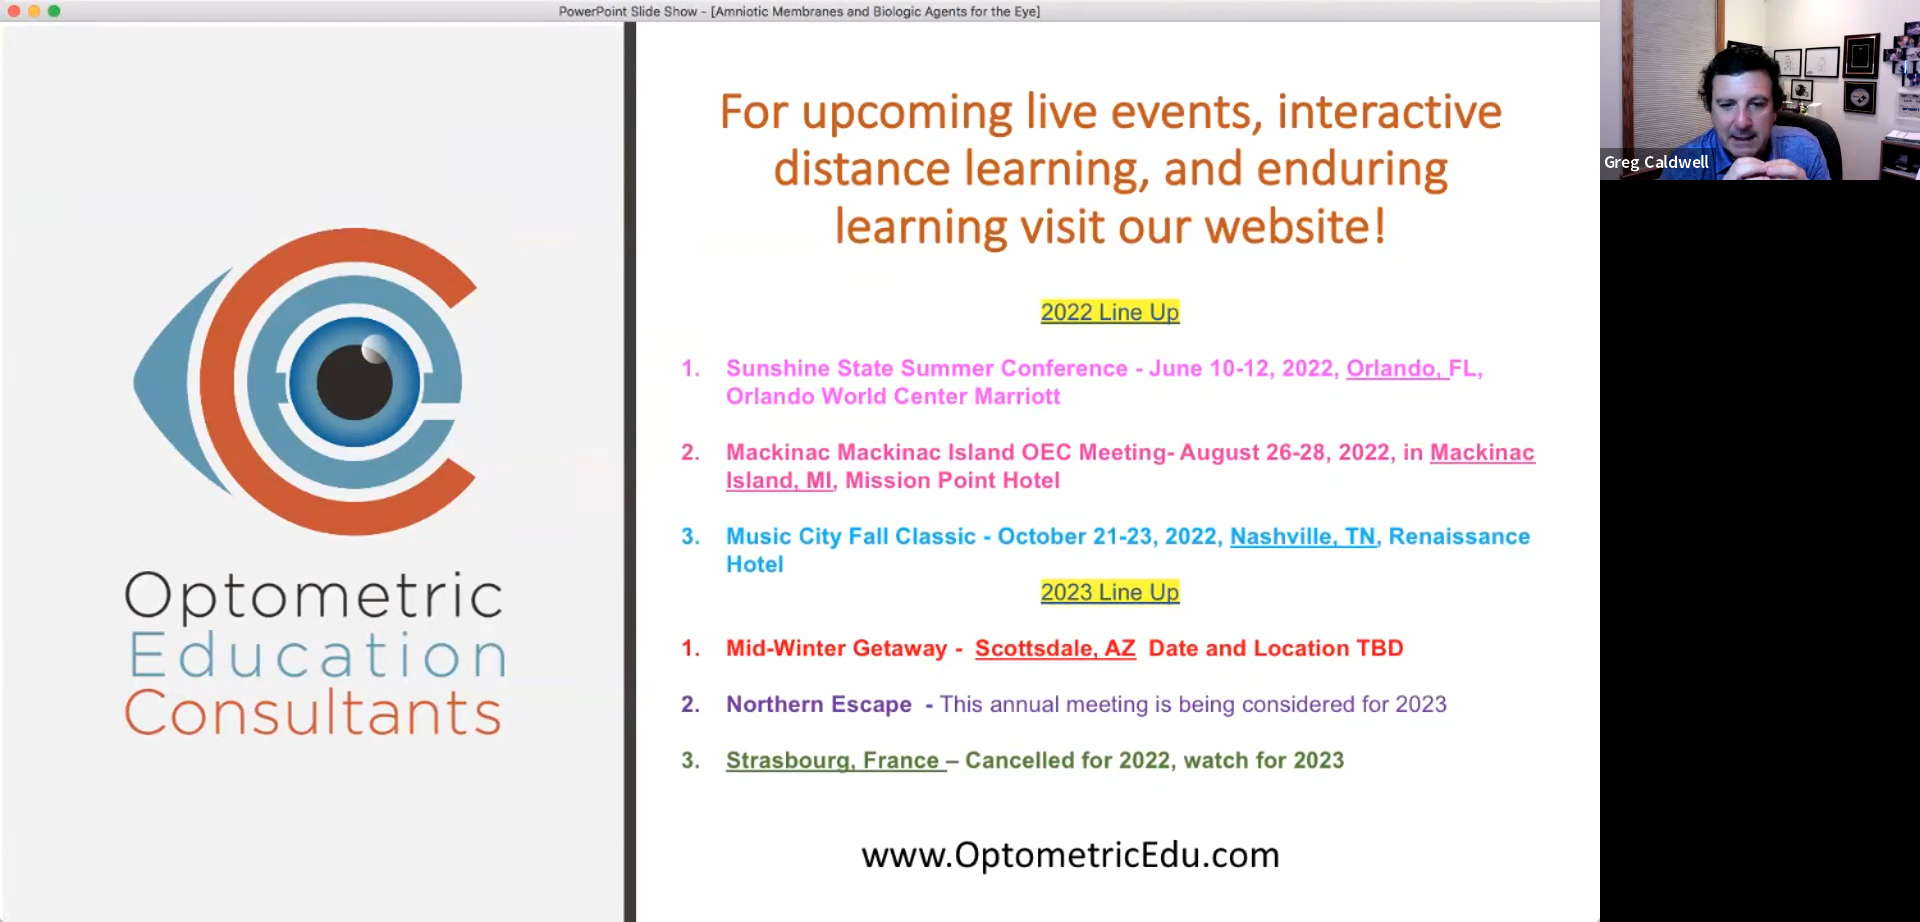 PowerPoint Slide Show - [Amniotic Membranes and Biologic Agents for the Eye]
Greg Caldwell
Optometric
Education
Consultants
For upcoming live events, interactive
distance learning, and enduring
learning visit our website!
2022 Line Up
1. Sunshine State Summer Conference - June 10-12, 2022, Orlando, FL,
Orlando World Center Marriott
2. Mackinac Mackinac Island OEC Meeting- August 26-28, 2022, in Mackinac
Island, MI, Mission Point Hotel
3. Music City Fall Classic - October 21-23, 2022, Nashville, TN, Renaissance
Hotel
2023 Line Up
1. Mid-Winter Getaway - Scottsdale, AZ Date and Location TBD
2. Northern Escape - This annual meeting is being considered for 2023
3. Strasbourg, France – Cancelled for 2022, watch for 2023
www.OptometricEdu.com